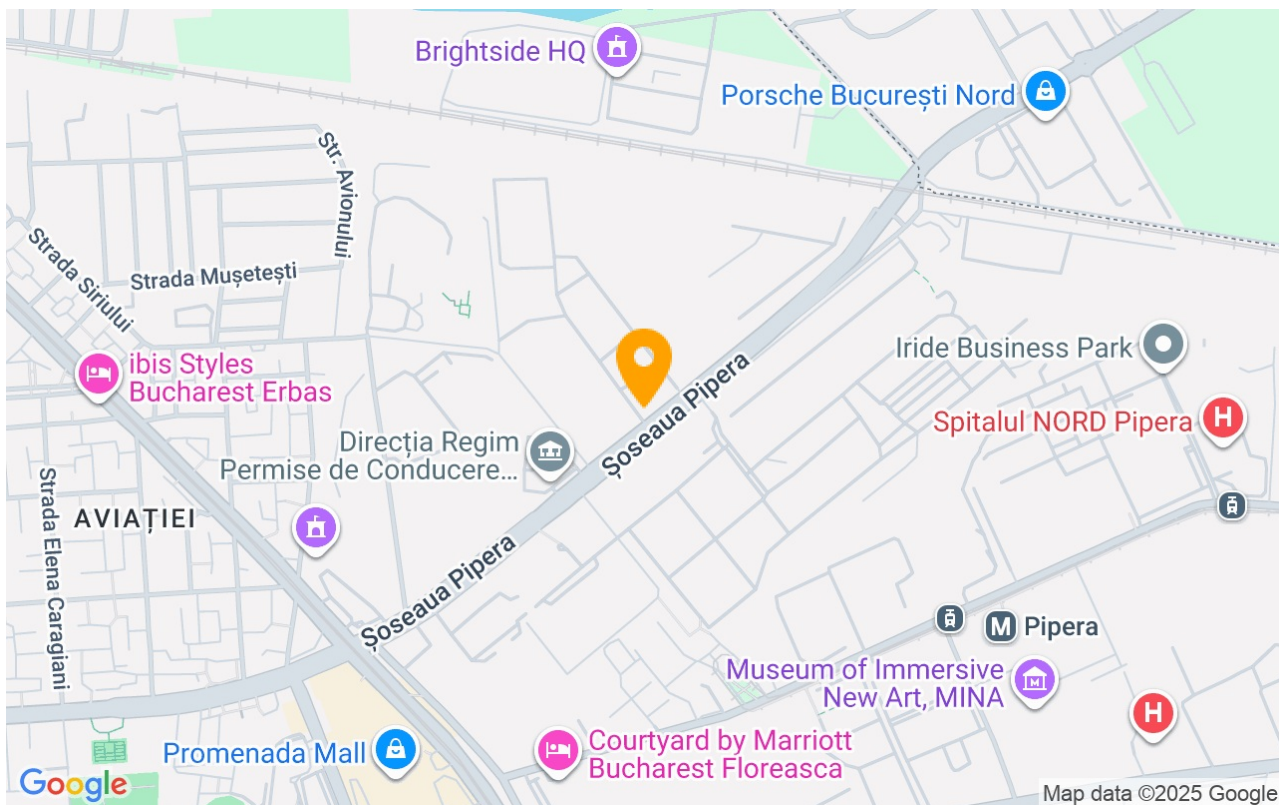 Brightside HQ
Porsche București Nord
Str. Avionului
Strada Siriului
Strada Mușetești
Iride Business Park
ibis Styles
Bucharest Erbas
Șoseaua Pipera
Spitalul NORD Pipera
H
Direcția Regim
Permise de Conducere...
Strada Elena Caragiani
AVIAȚIEI
Șoseaua Pipera
M Pipera
Museum of Immersive
New Art, MINA
M
H
Promenada Mall
Courtyard by Marriott
Bucharest Floreasca
Google
Map data ©2025 Google